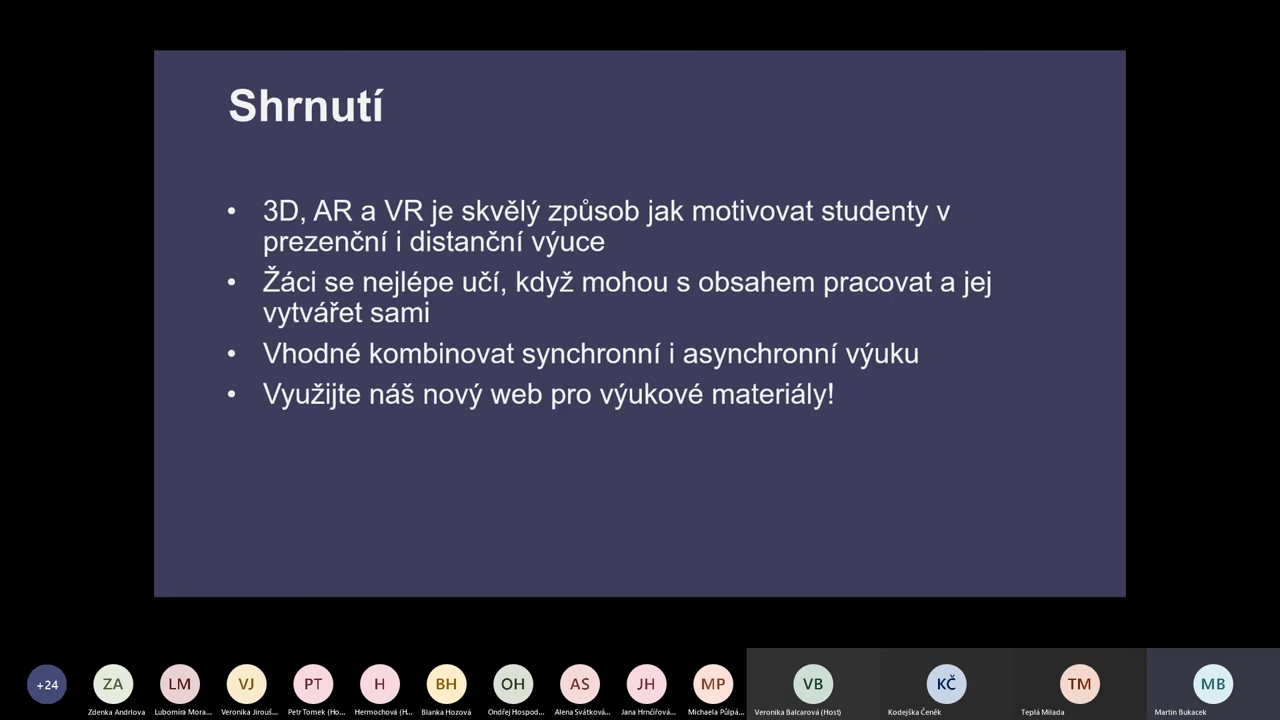 Shrnutí
• 3D, AR a VR je skvělý způsob jak motivovat studenty v
prezenční i distanční výuce
• Žáci se nejlépe učí, když mohou s obsahem pracovat a jej
vytvářet sami
• Vhodné kombinovat synchronní i asynchronní výuku
• Využijte náš nový web pro výukové materiály!
+24 ZA LM VJ PT H BH OH AS JH MP VB KČ TM MB
Zdenka Andrlova Lubomíra Mora... Veronika Jirouš... Petr Tomek (Ho... Hermochová (H... Blanka Hozová Ondřej Hospod... Alena Svátková... Jana Hrnčířová... Michaela Půlpá... Veronika Balcarová (Host) Kodejška Čeněk Teplá Milada Martin Bukacek